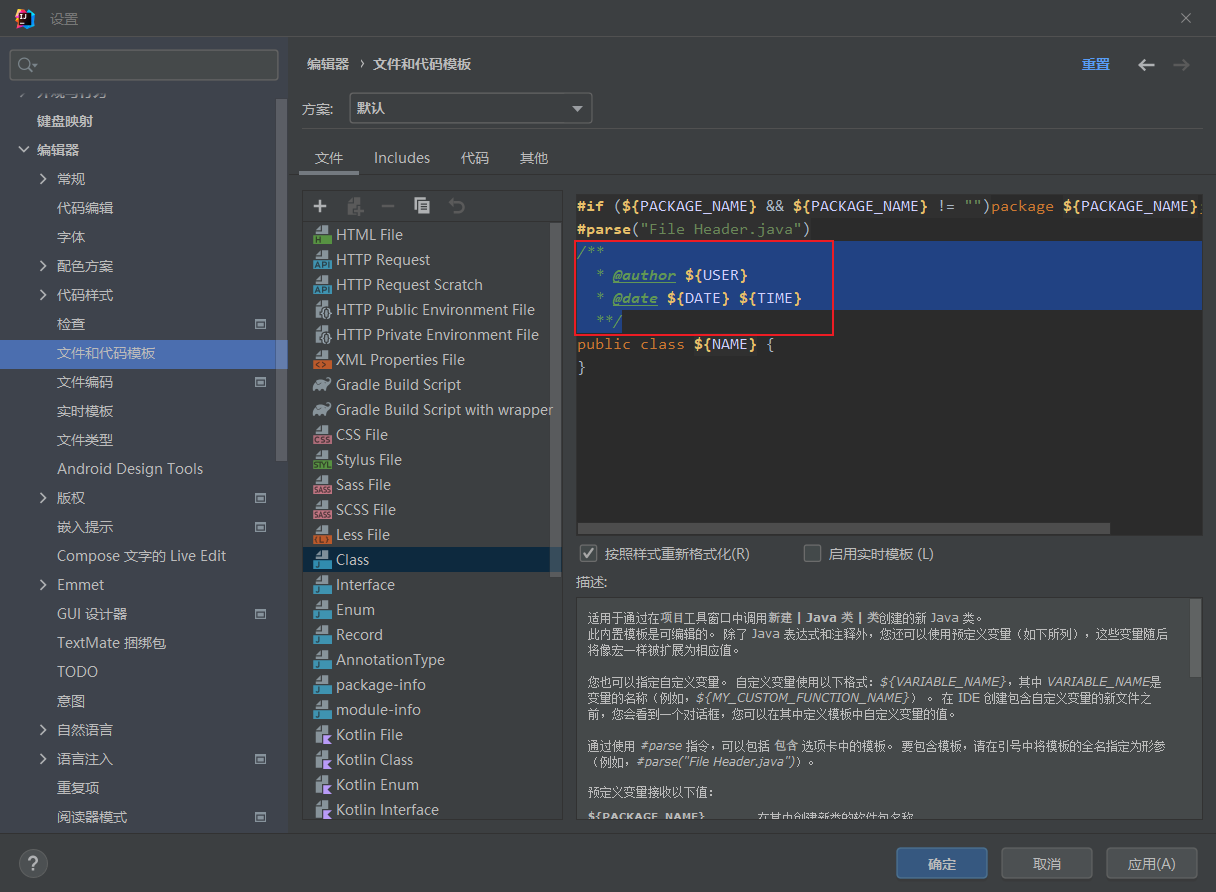 设置
编辑器 › 文件和代码模板
重置
方案:
默认
文件
Includes
代码
其他
键盘映射
编辑器
常规
代码编辑
字体
配色方案
代码样式
检查
文件和代码模板
文件编码
实时模板
文件类型
Android Design Tools
版权
嵌入提示
Compose 文字的 Live Edit
Emmet
GUI 设计器
TextMate 捆绑包
TODO
意图
自然语言
语言注入
重复项
阅读器模式
HTML File
HTTP Request
HTTP Request Scratch
HTTP Public Environment File
HTTP Private Environment File
XML Properties File
Gradle Build Script
Gradle Build Script with wrapper
CSS File
Stylus File
Sass File
SCSS File
Less File
Class
Interface
Enum
Record
AnnotationType
package-info
module-info
Kotlin File
Kotlin Class
Kotlin Enum
Kotlin Interface
#if (${PACKAGE_NAME} && ${PACKAGE_NAME} != "")package ${PACKAGE_NAME}
#parse("File Header.java")
/**
* @author ${USER}
* @date ${DATE} ${TIME}
**/
public class ${NAME} {
}
按照样式重新格式化(R)
启用实时模板 (L)
描述:
适用于通过在项目工具窗口中调用新建 | Java 类 | 类创建的新 Java 类。
此内置模板是可编辑的。 除了 Java 表达式和注释外，您还可以使用预定义变量（如下所列），这些变量随后
将像宏一样被扩展为相应值。
您也可以指定自定义变量。 自定义变量使用以下格式：${VARIABLE_NAME}，其中 VARIABLE_NAME是
变量的名称（例如，${MY_CUSTOM_FUNCTION_NAME}）。 在 IDE 创建包含自定义变量的新文件之
前，您会看到一个对话框，您可以在其中定义模板中自定义变量的值。
通过使用 #parse 指令，可以包括 包含 选项卡中的模板。 要包含模板，请在引号中将模板的全名指定为形参
（例如，#parse("File Header.java")）。
预定义变量接收以下值：
${PACKAGE_NAME} 在其中创建新类的软件包名称
?
确定
取消
应用(A)